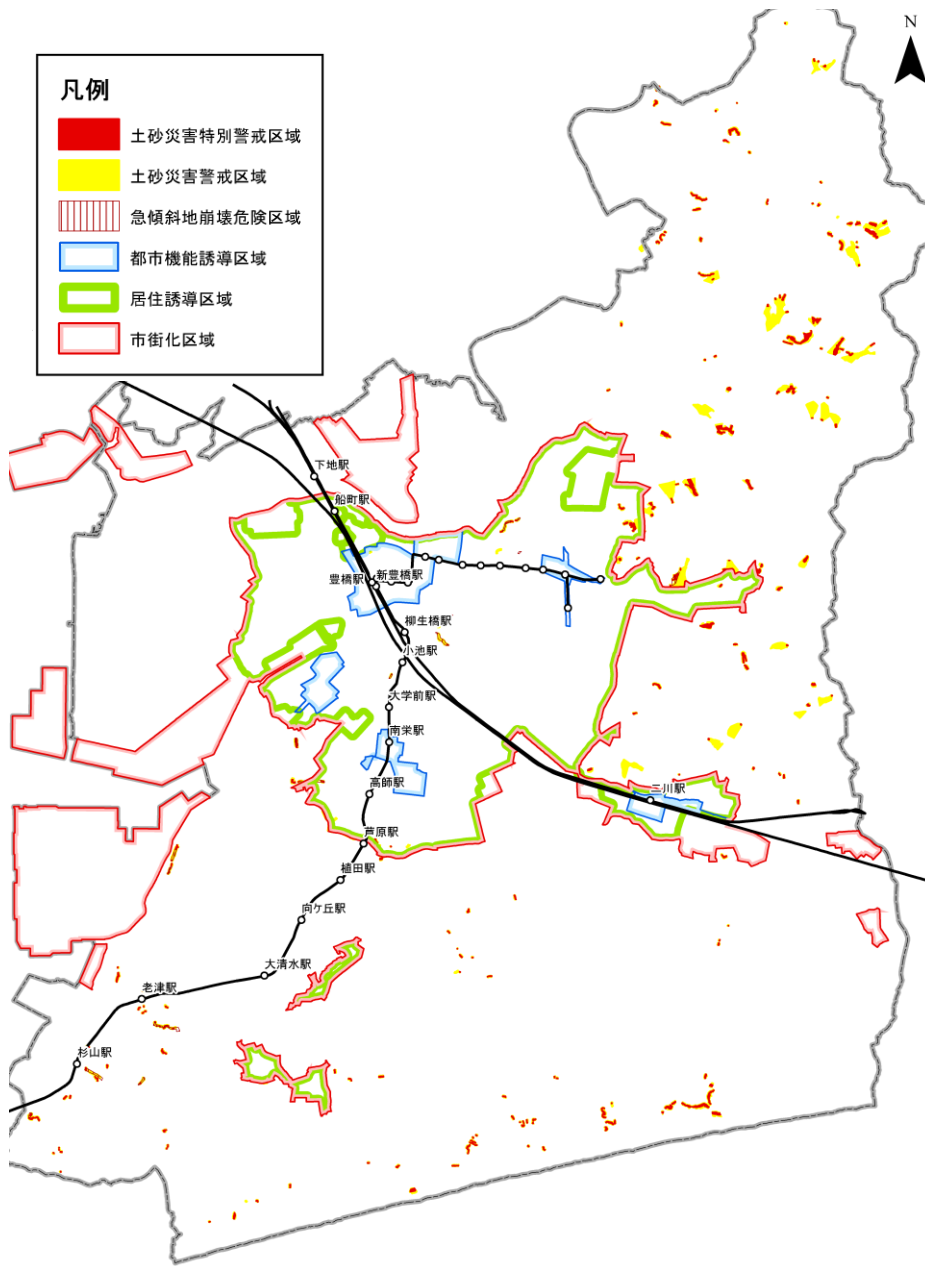 N
凡例
土砂災害特別警戒区域
土砂災害警戒区域
急傾斜地崩壊危険区域
都市機能誘導区域
居住誘導区域
市街化区域
下地駅
船町駅
新豊橋駅
豊橋駅
柳生橋駅
小池駅
大学前駅
南栄駅
高師駅
二川駅
芦原駅
植田駅
向ケ丘駅
大清水駅
老津駅
杉山駅